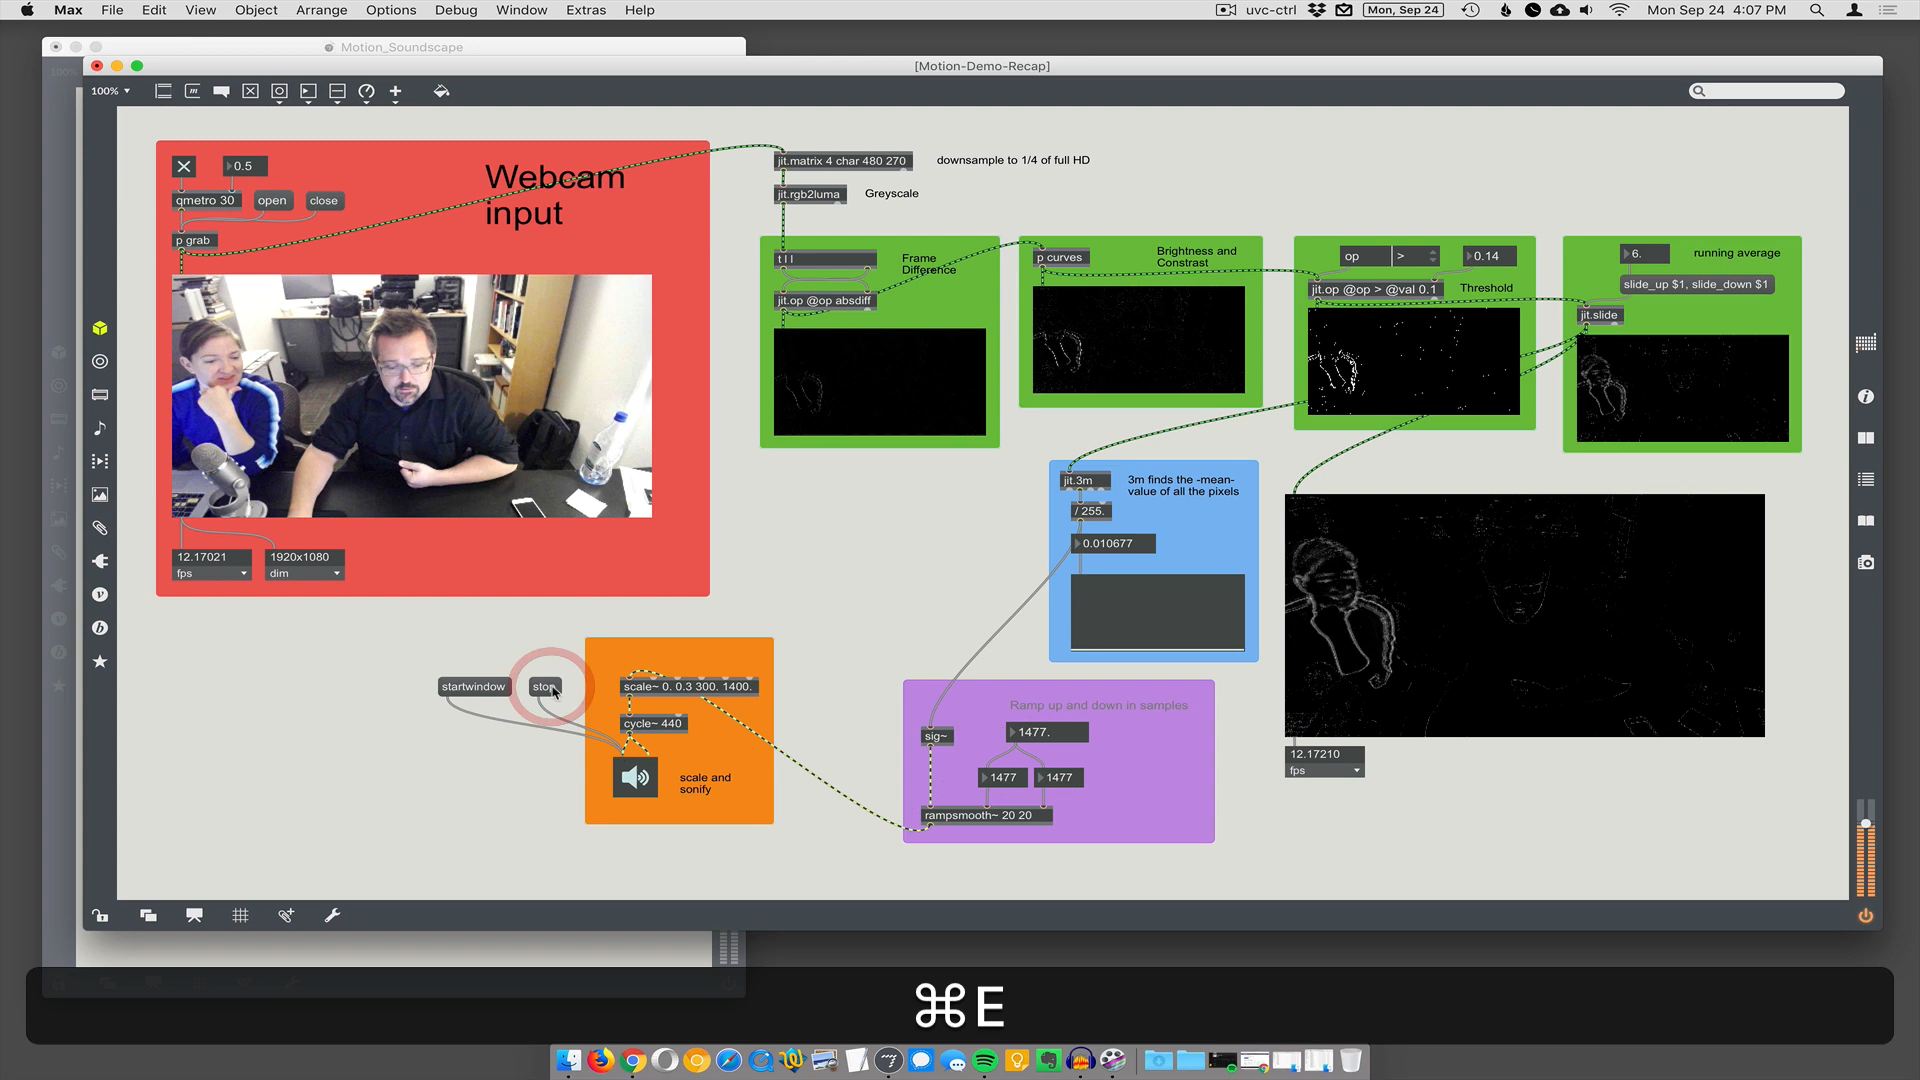 Max File Edit View Object Arrange Options Debug Window Extras Help
uvc-ctrl Mon, Sep 24 Mon Sep 24 4:07 PM
Motion_Soundscape
[Motion-Demo-Recap]
100%
Webcam
input
0.5
qmetro 30 open close
p grab
12.17021 1920x1080
fps dim
jit.matrix 4 char 480 270 downsample to 1/4 of full HD
jit.rgb2luma Greyscale
t l l Frame
Difference
jit.op @op absdiff
p curves Brightness and
Constrast
op > 0.14
jit.op @op > @val 0.1 Threshold
6. running average
slide_up $1, slide_down $1
jit.slide
jit.3m 3m finds the -mean-
value of all the pixels
/ 255.
0.010677
startwindow stop
scale~ 0. 0.3 300. 1400.
cycle~ 440
scale and
sonify
Ramp up and down in samples
sig~ 1477.
1477 1477
rampsmooth~ 20 20
12.17210
fps
⌘E